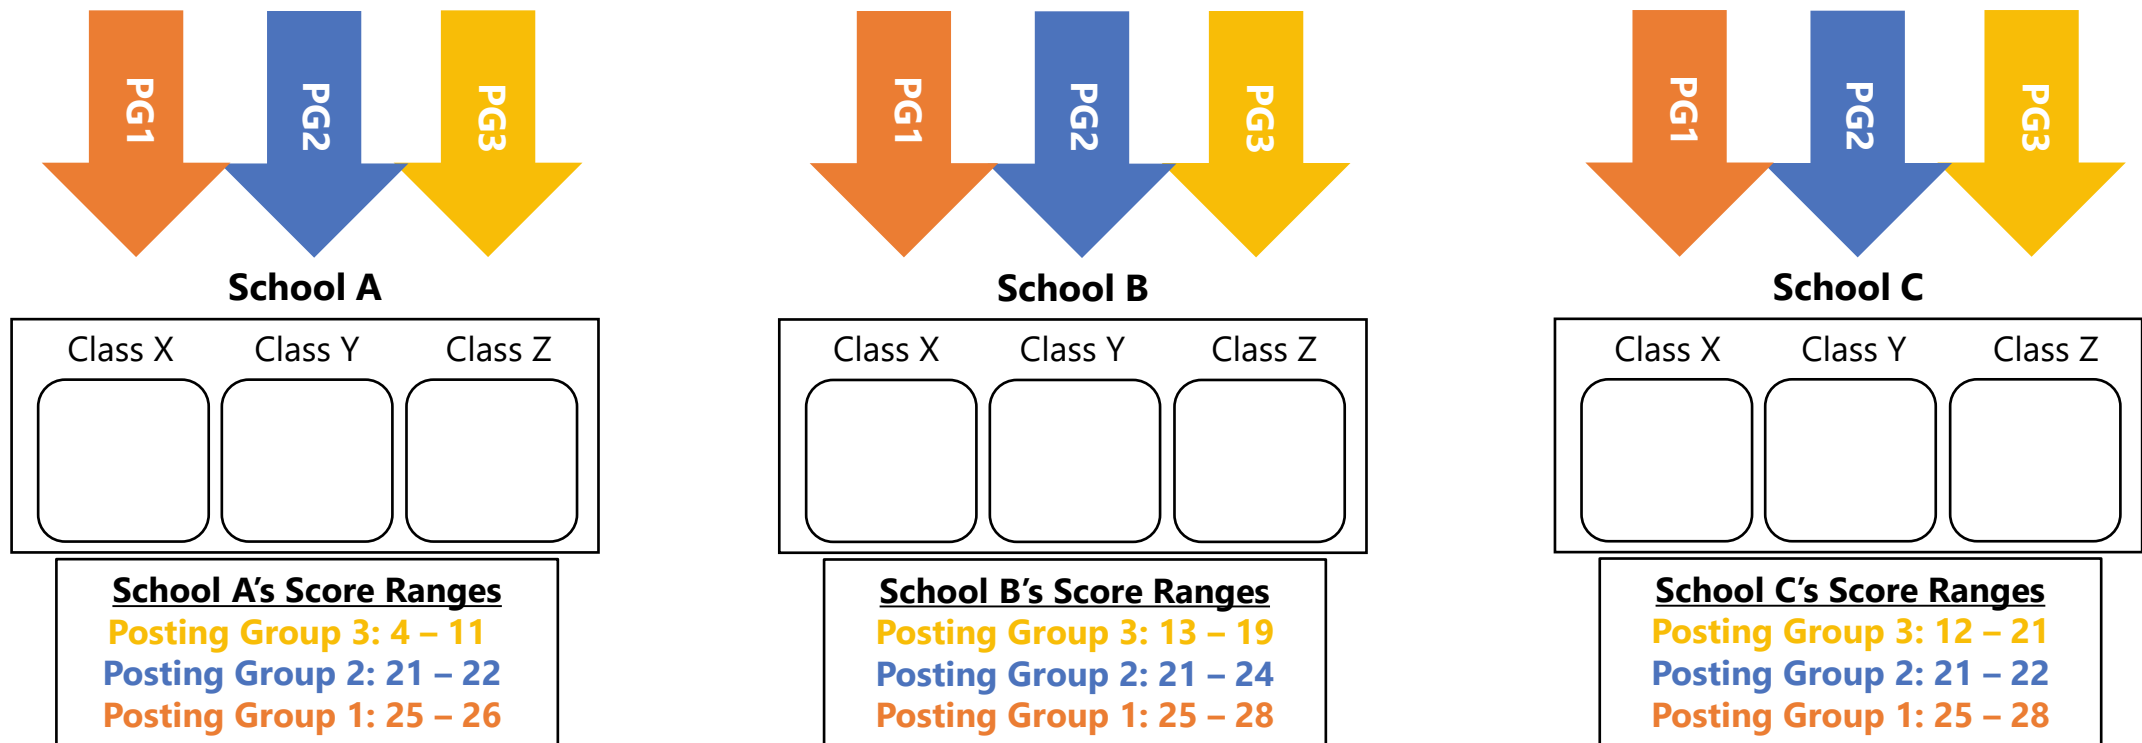 PG1
PG2
PG3
School A
Class X
Class Y
Class Z
School A’s Score Ranges
Posting Group 3: 4 – 11
Posting Group 2: 21 – 22
Posting Group 1: 25 – 26
PG1
PG2
PG3
School B
Class X
Class Y
Class Z
School B’s Score Ranges
Posting Group 3: 13 – 19
Posting Group 2: 21 – 24
Posting Group 1: 25 – 28
PG1
PG2
PG3
School C
Class X
Class Y
Class Z
School C’s Score Ranges
Posting Group 3: 12 – 21
Posting Group 2: 21 – 22
Posting Group 1: 25 – 28